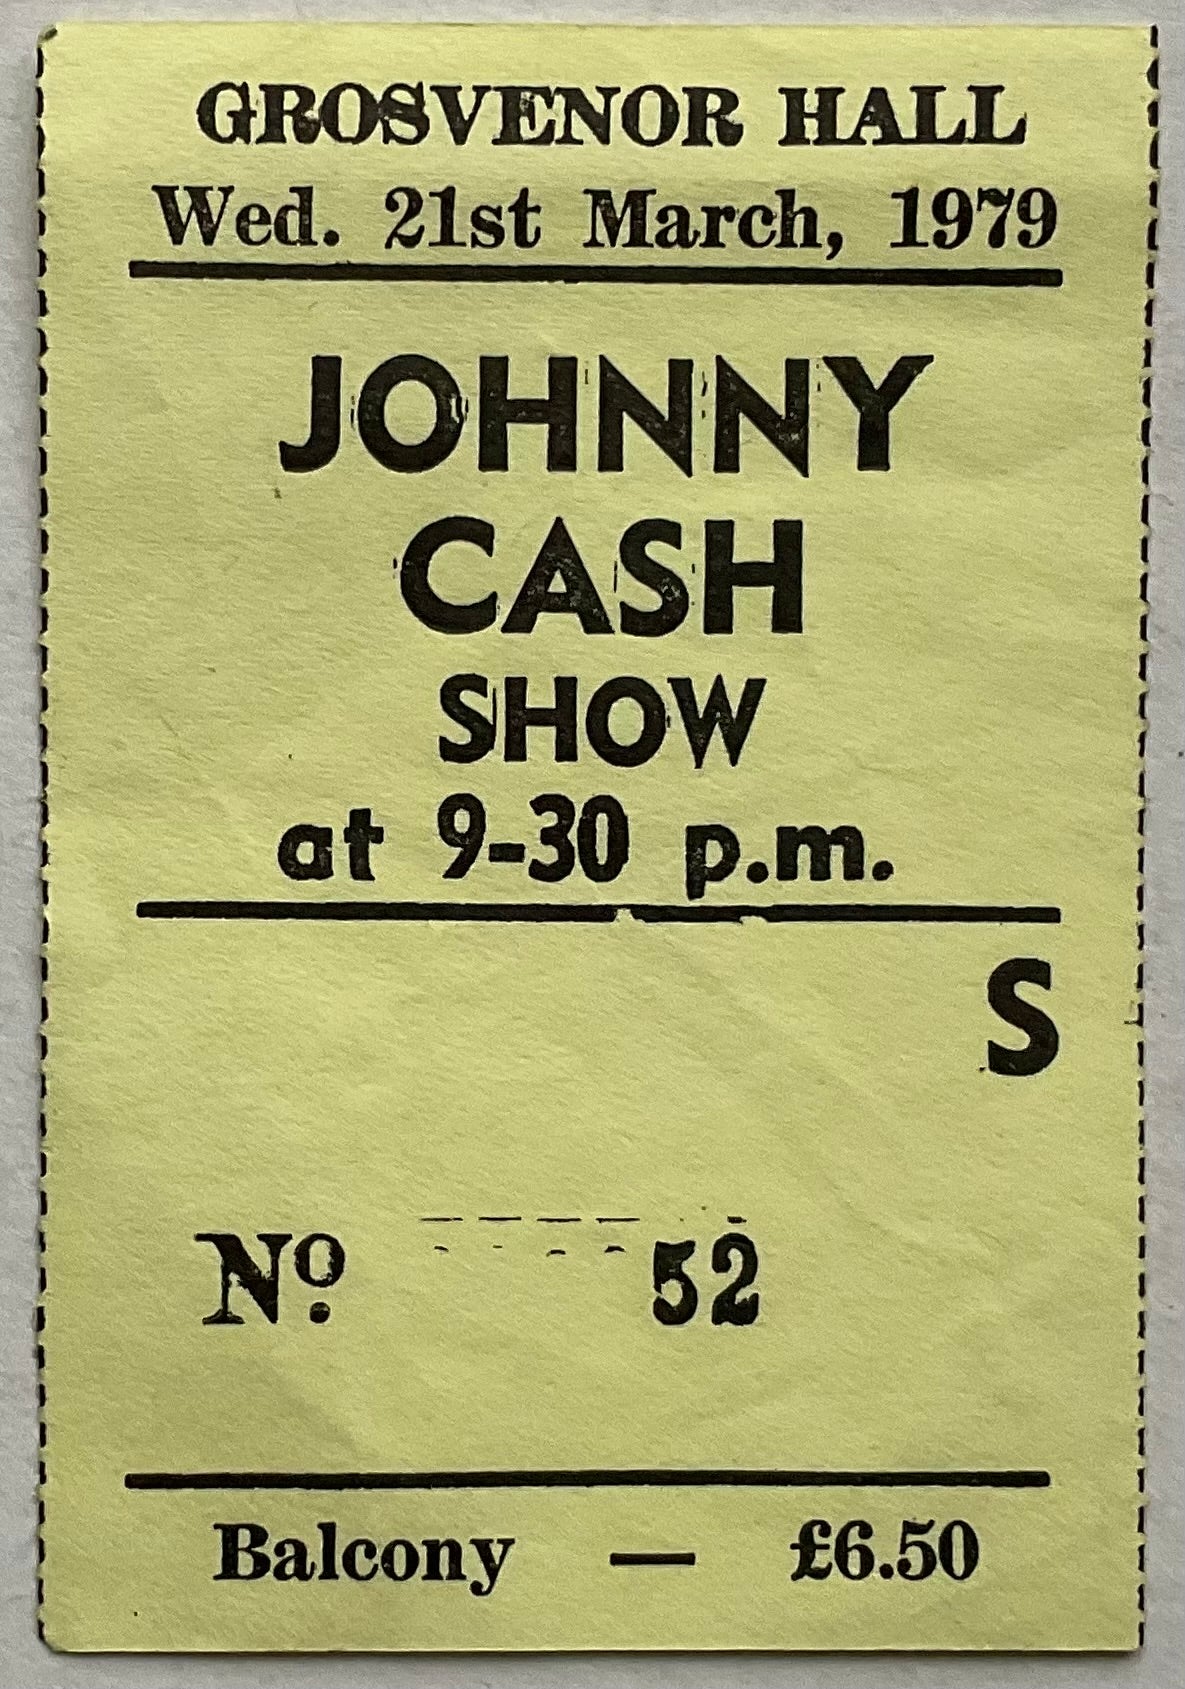 GROSVENOR HALL
Wed. 21st March, 1979
JOHNNY
CASH
SHOW
at 9-30 p.m.
S
Nº 52
Balcony — £6.50